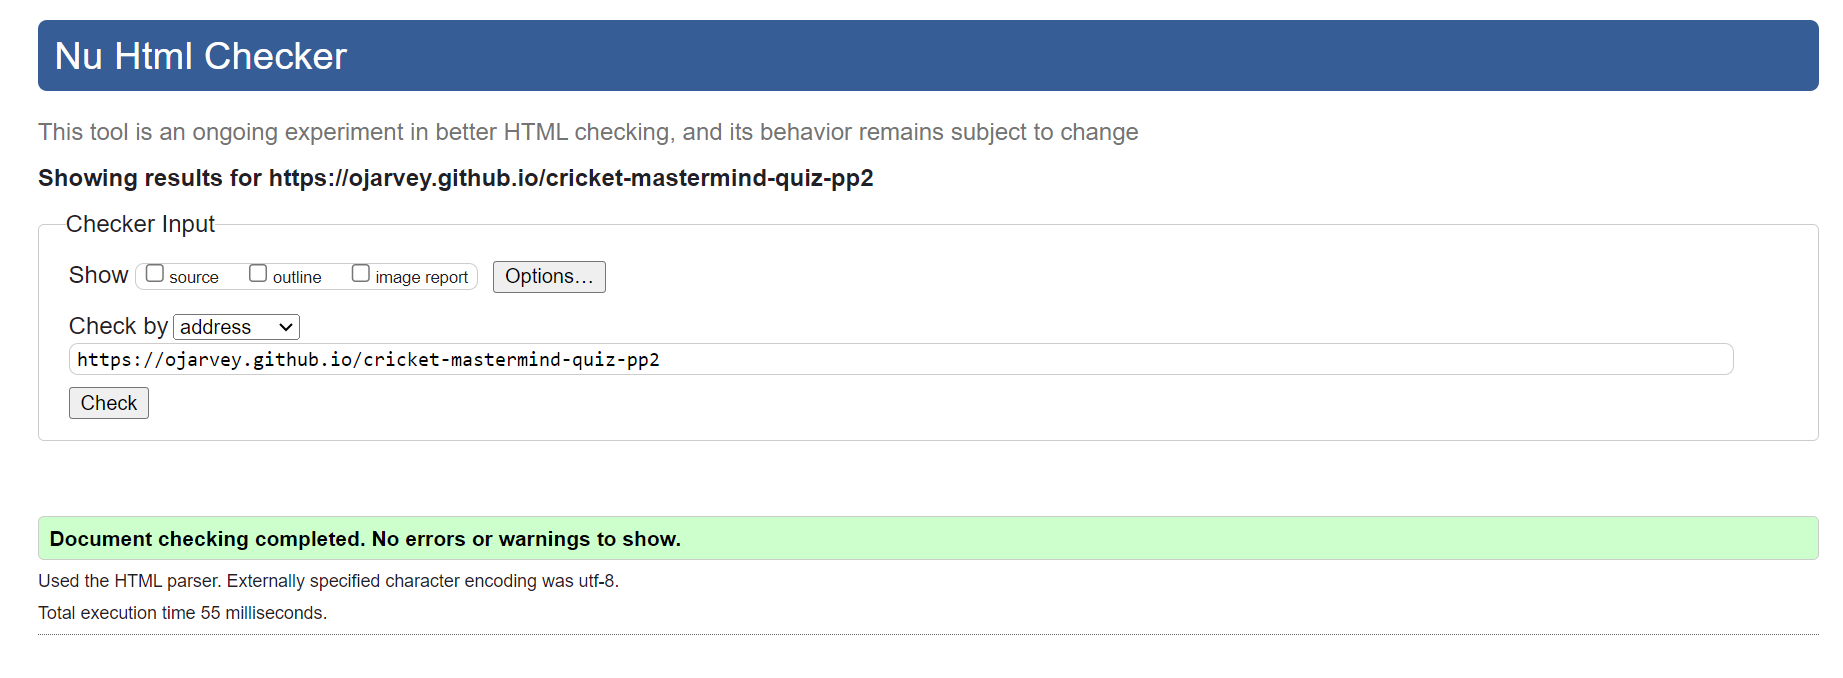 Nu Html Checker
This tool is an ongoing experiment in better HTML checking, and its behavior remains subject to change
Showing results for https://ojarvey.github.io/cricket-mastermind-quiz-pp2
Checker Input
Show source outline image report Options...
Check by address
https://ojarvey.github.io/cricket-mastermind-quiz-pp2
Check
Document checking completed. No errors or warnings to show.
Used the HTML parser. Externally specified character encoding was utf-8.
Total execution time 55 milliseconds.